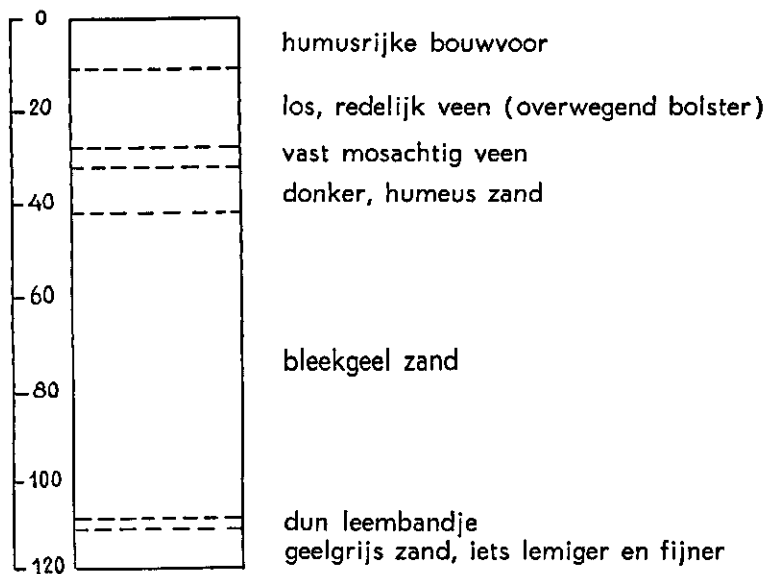 0
humusrijke bouwvoor
20
los, redelijk veen (overwegend bolster)
vast mosachtig veen
donker, humeus zand
40
60
bleekgeel zand
80
100
dun leembandje
geelgrijs zand, iets lemiger en fijner
120